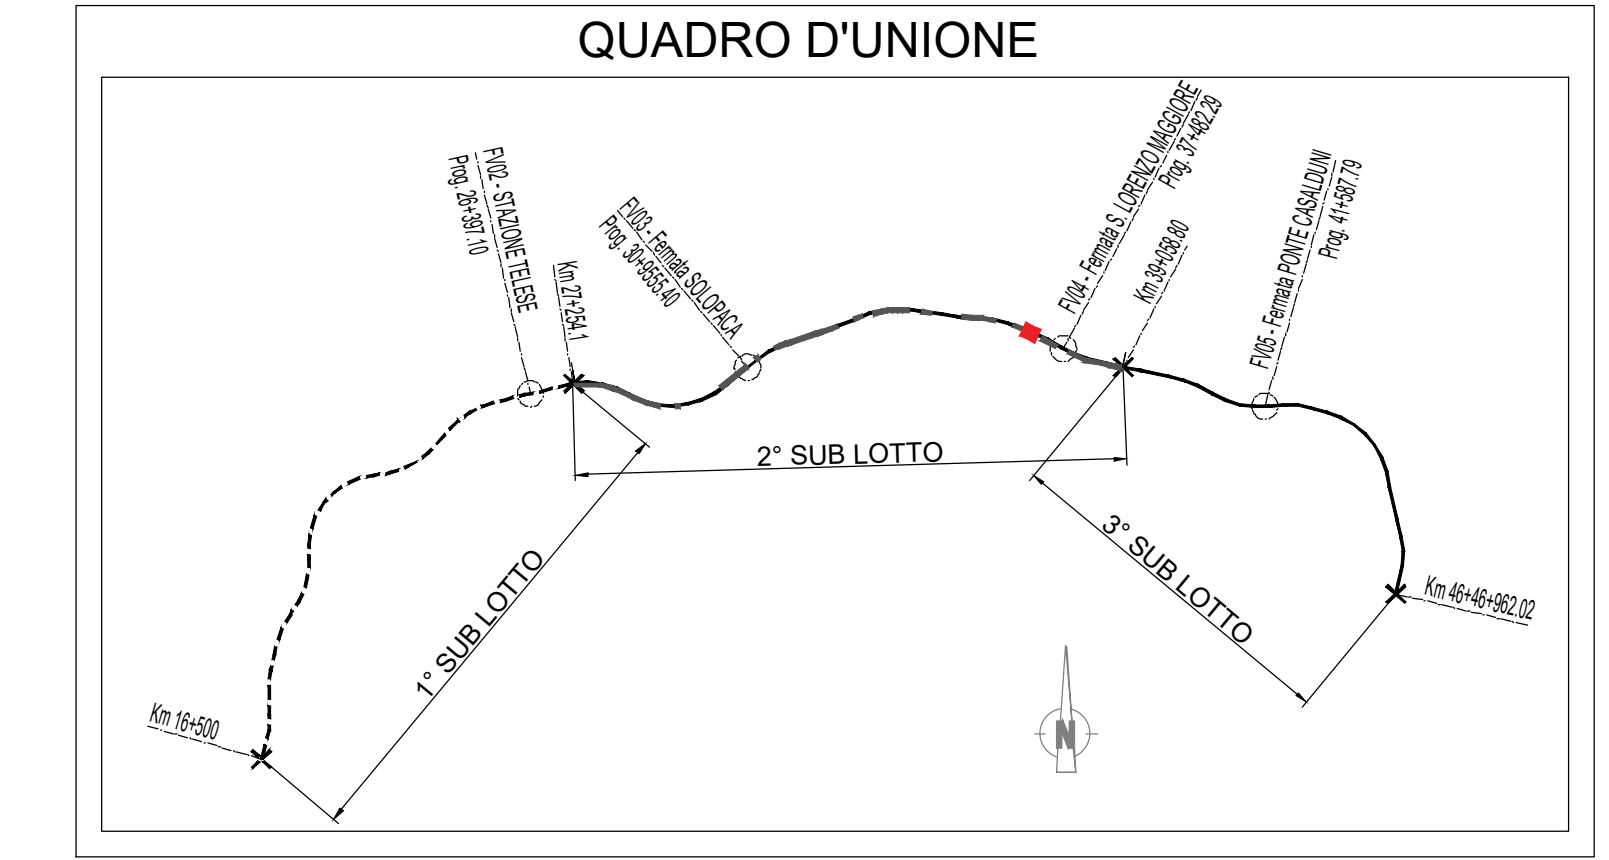 QUADRO D'UNIONE
FV02 - STAZIONE TELESE
Prog. 26+397.10
Km 27+254.1
FV03 - Fermata SOLOPACA
Prog. 30+9555.40
FV04 - Fermata S. LORENZO MAGGIORE
Prog. 37+482.29
Km 39+058.80
FV05 - Fermata PONTE CASALDUNI
Prog. 41+587.79
2° SUB LOTTO
1° SUB LOTTO
3° SUB LOTTO
Km 46+46+962.02
Km 16+500
N